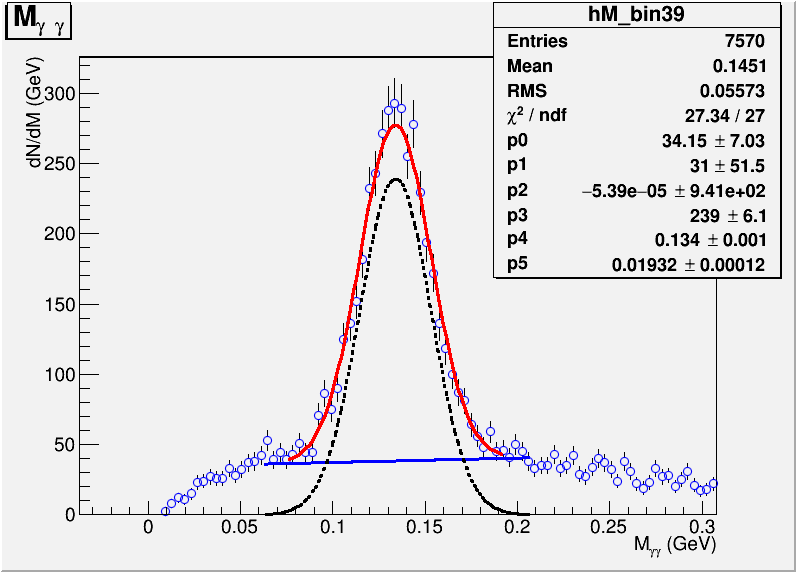 M_γ γ
hM_bin39
Entries 7570
Mean 0.1451
RMS 0.05573
χ² / ndf 27.34 / 27
p0 34.15 ± 7.03
p1 31 ± 51.5
p2 −5.39e−05 ± 9.41e+02
p3 239 ± 6.1
p4 0.134 ± 0.001
p5 0.01932 ± 0.00012
dN/dM (GeV)
300
250
200
150
100
50
0
0 0.05 0.1 0.15 0.2 0.25 0.3
M_γγ (GeV)